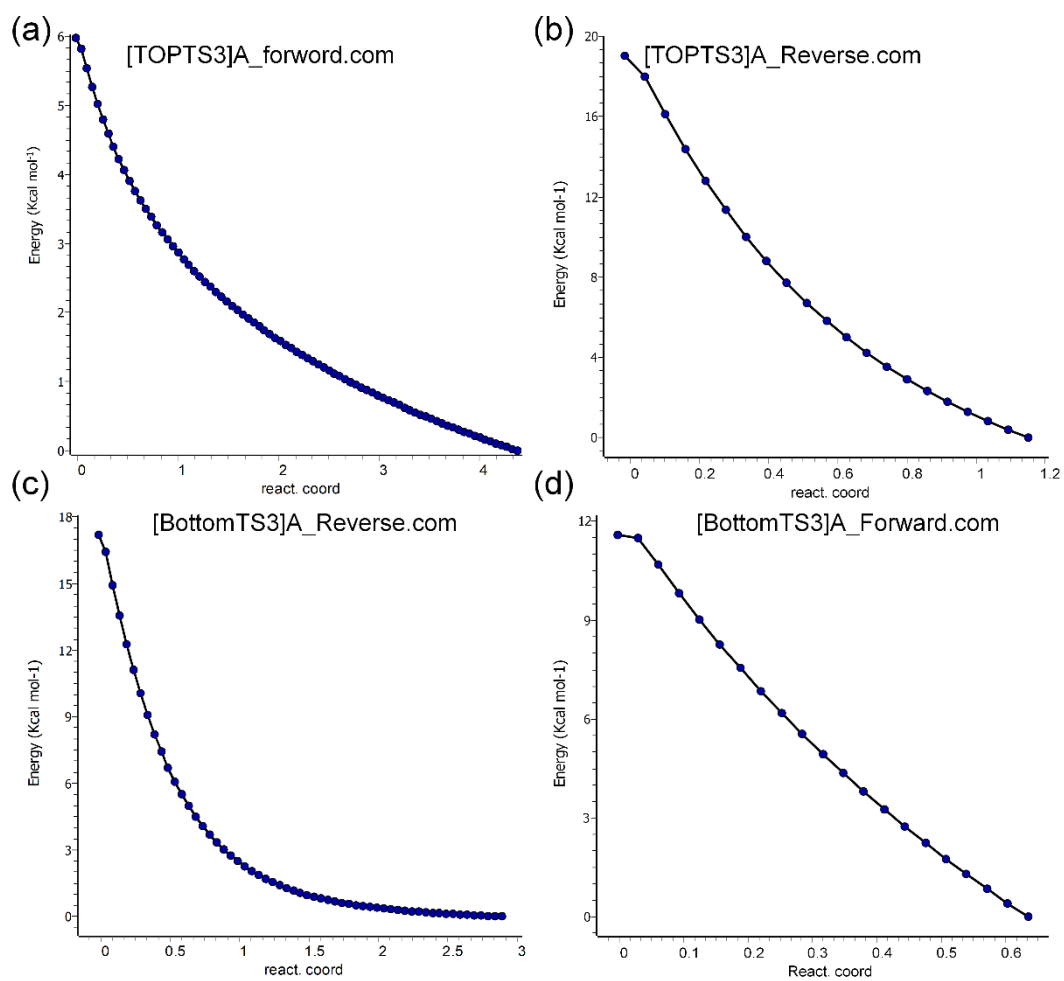 (a)
[TOPTS3]A_forword.com
6
5
4
3
2
1
0
Energy (Kcal mol-1)
0 1 2 3 4
react. coord
(b)
[TOPTS3]A_Reverse.com
20
16
12
8
4
0
Energy (Kcal mol-1)
0 0.2 0.4 0.6 0.8 1 1.2
react. coord
(c)
[BottomTS3]A_Reverse.com
18
15
12
9
6
3
0
Energy (Kcal mol-1)
0 0.5 1 1.5 2 2.5 3
react. coord
(d)
[BottomTS3]A_Forward.com
12
9
6
3
0
Energy (Kcal mol-1)
0 0.1 0.2 0.3 0.4 0.5 0.6
React. coord